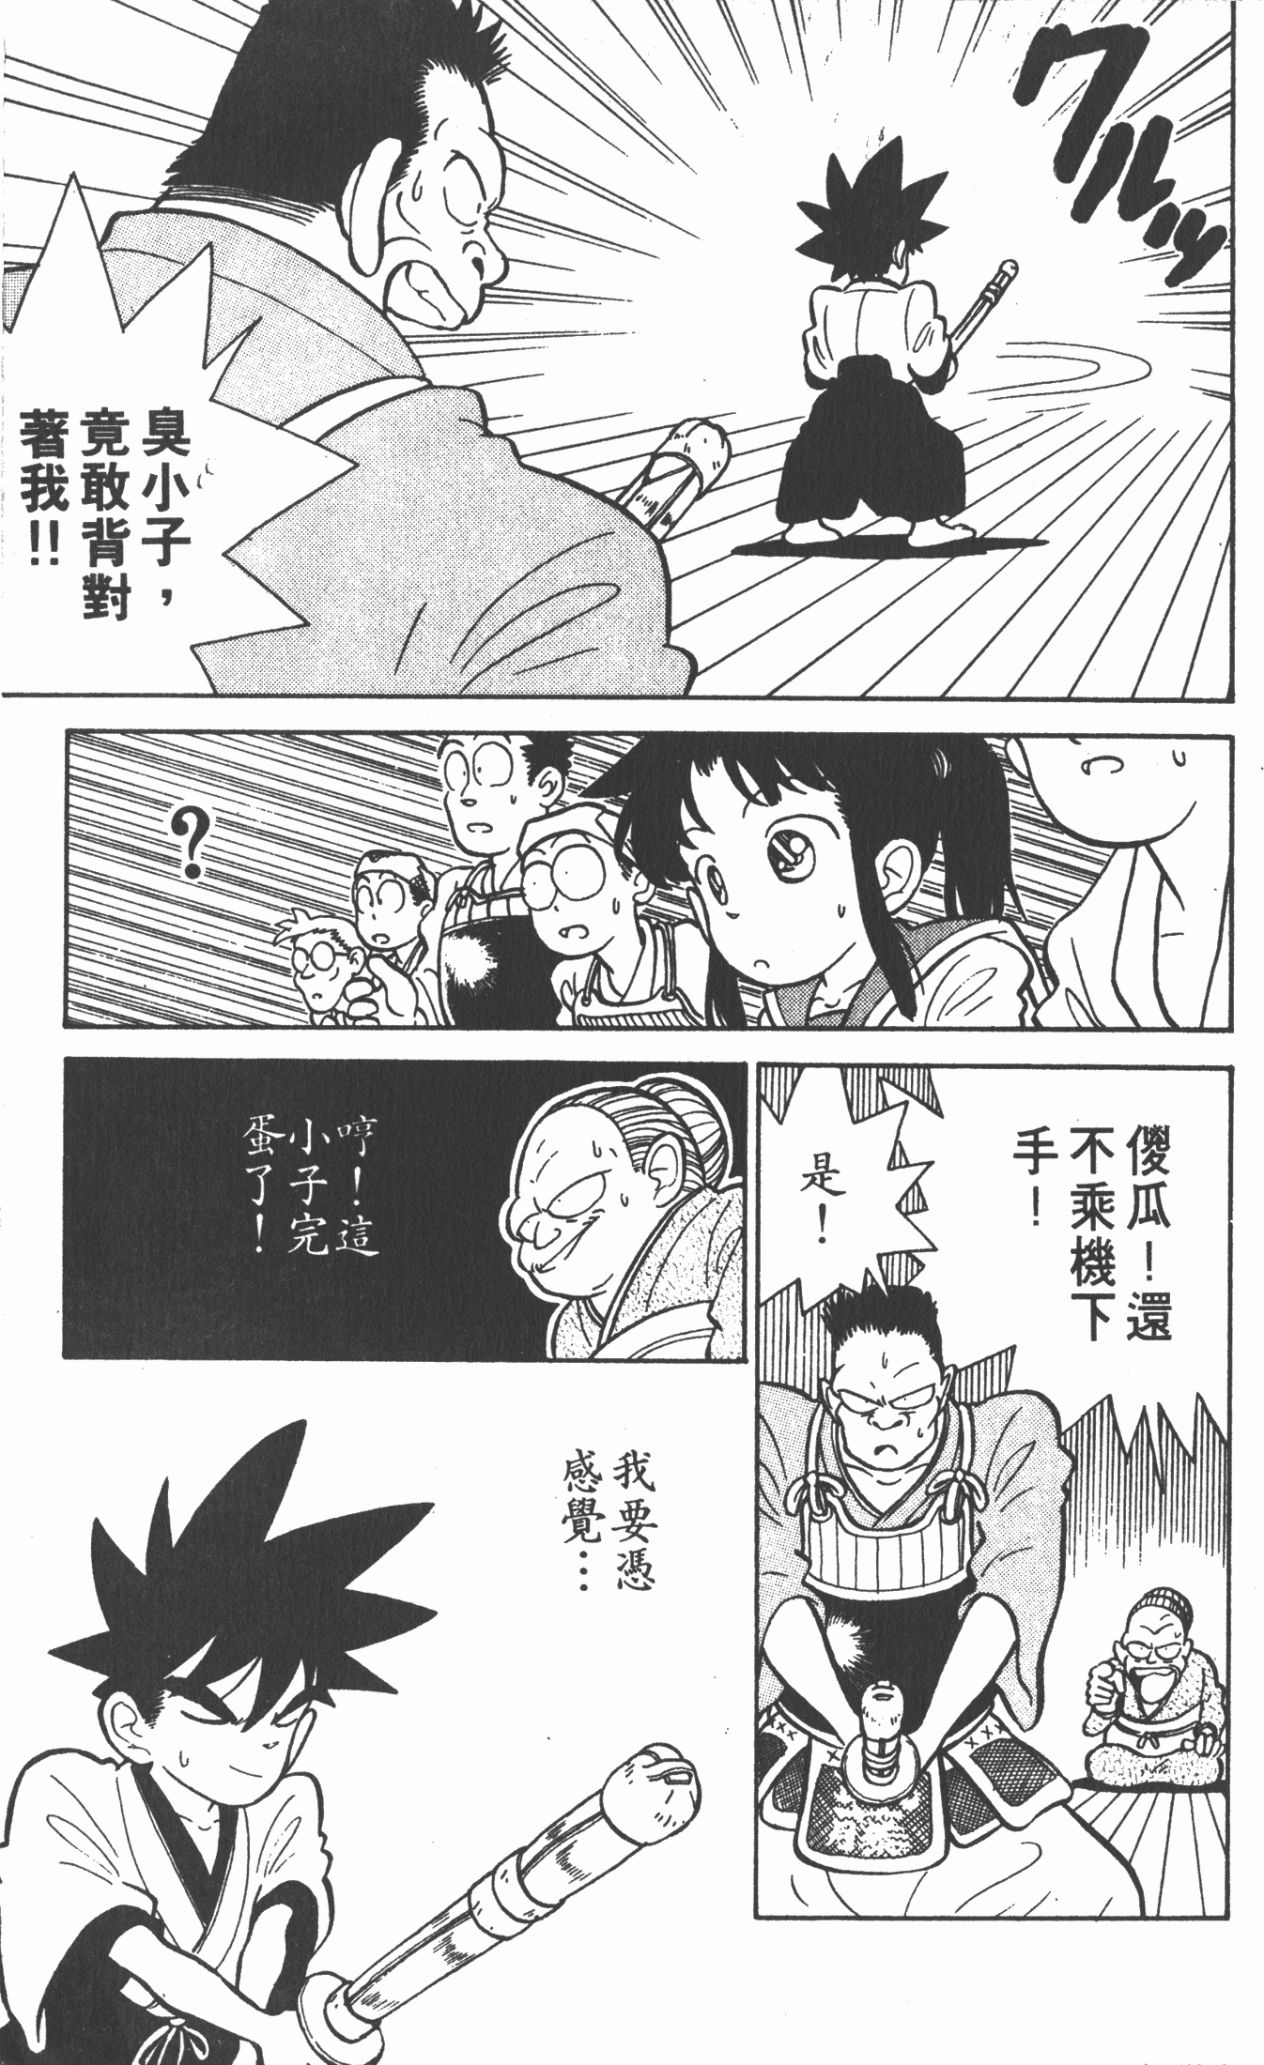 クルッ
臭小子，
竟敢背對
著我!!
?
傻瓜！還
不乘機下
手！
是！
哼！這
小子完
蛋了！
我要憑
感覺…